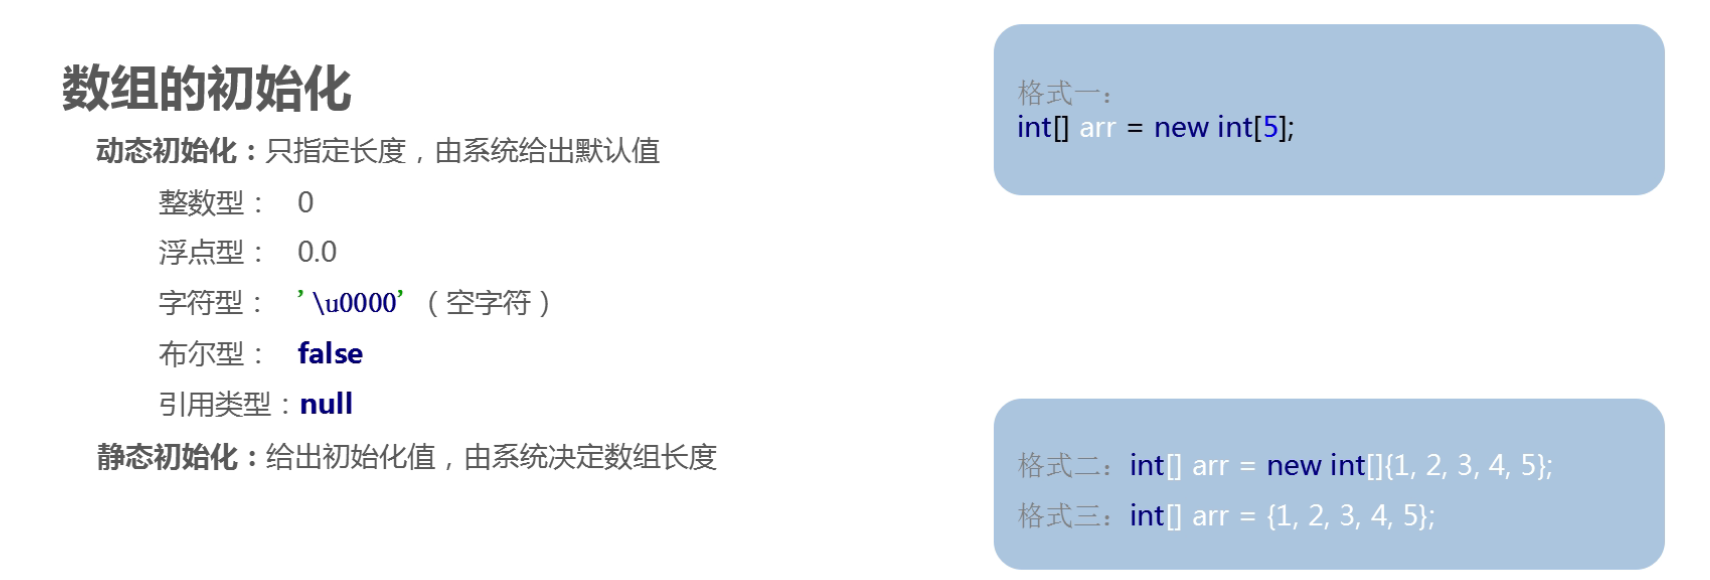 数组的初始化
动态初始化：只指定长度，由系统给出默认值
整数型： 0
浮点型： 0.0
字符型： ’\u0000’ （空字符）
布尔型： false
引用类型：null
静态初始化：给出初始化值，由系统决定数组长度
格式一：
int[] arr = new int[5];
格式二：int[] arr = new int[]{1, 2, 3, 4, 5};
格式三：int[] arr = {1, 2, 3, 4, 5};